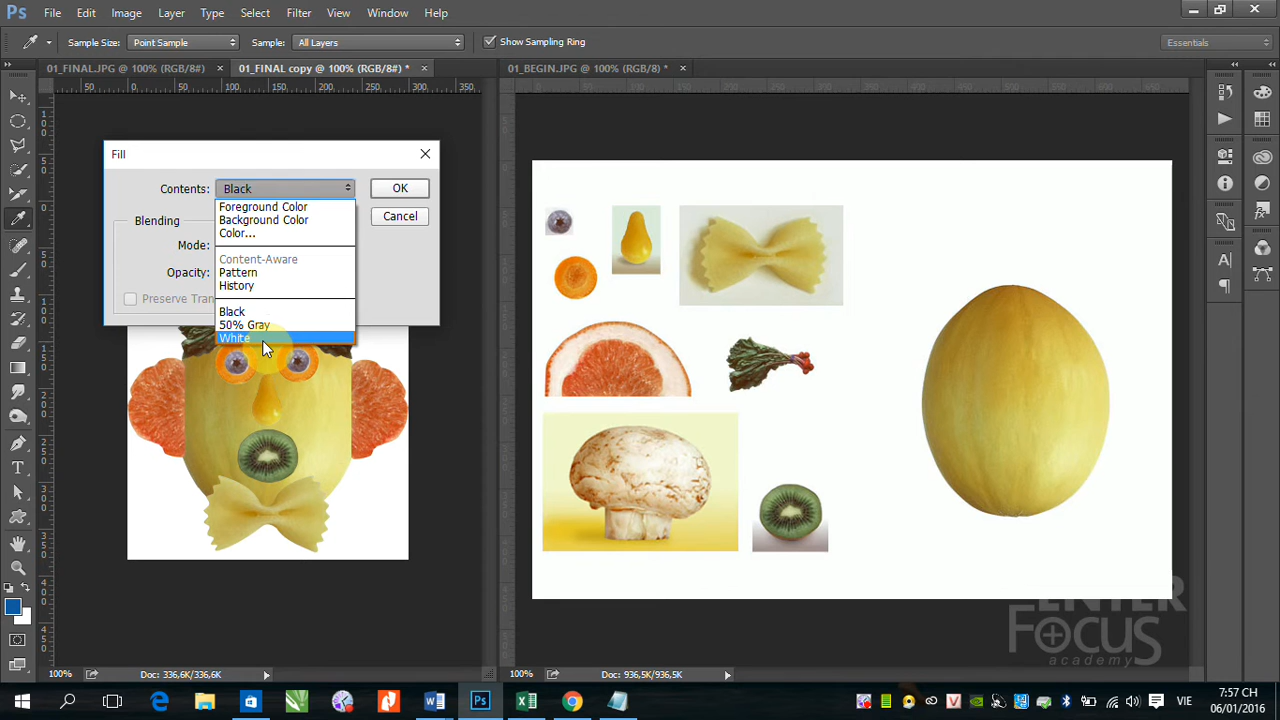 Ps File Edit Image Layer Type Select Filter View Window Help
Sample Size: Point Sample Sample: All Layers Show Sampling Ring Essentials
01_FINAL.JPG @ 100% (RGB/8#) 01_FINAL copy @ 100% (RGB/8#) * 01_BEGIN.JPG @ 100% (RGB/8) *
Fill
Contents: Black OK
Foreground Color
Background Color
Color...
Cancel
Blending
Mode:
Content-Aware
Opacity:
Pattern
History
Preserve Tran
Black
50% Gray
White
ENTER
FOCUS
academy
100% Doc: 336,6K/336,6K 100% Doc: 936,5K/936,5K
VIE
7:57 CH
06/01/2016